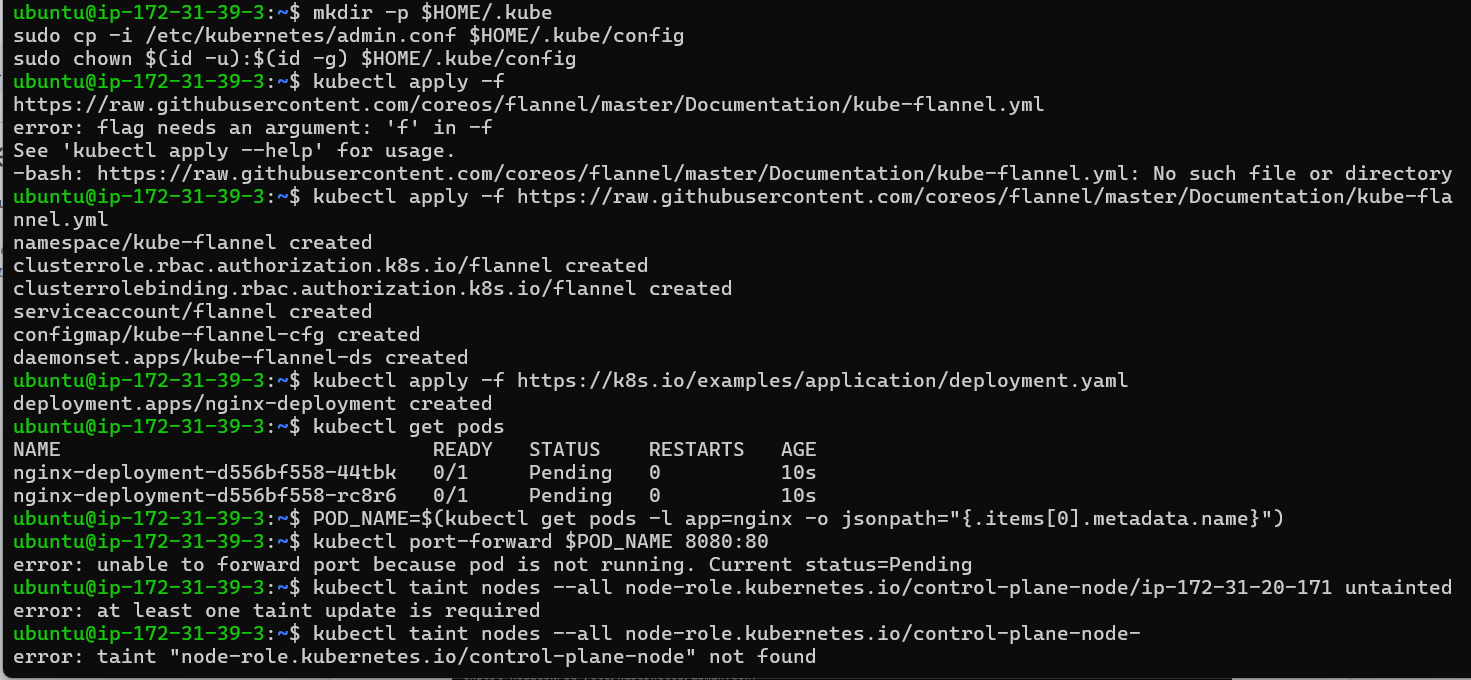 ubuntu@ip-172-31-39-3:~$ mkdir -p $HOME/.kube
sudo cp -i /etc/kubernetes/admin.conf $HOME/.kube/config
sudo chown $(id -u):$(id -g) $HOME/.kube/config
ubuntu@ip-172-31-39-3:~$ kubectl apply -f
https://raw.githubusercontent.com/coreos/flannel/master/Documentation/kube-flannel.yml
error: flag needs an argument: 'f' in -f
See 'kubectl apply --help' for usage.
-bash: https://raw.githubusercontent.com/coreos/flannel/master/Documentation/kube-flannel.yml: No such file or directory
ubuntu@ip-172-31-39-3:~$ kubectl apply -f https://raw.githubusercontent.com/coreos/flannel/master/Documentation/kube-fla
nnel.yml
namespace/kube-flannel created
clusterrole.rbac.authorization.k8s.io/flannel created
clusterrolebinding.rbac.authorization.k8s.io/flannel created
serviceaccount/flannel created
configmap/kube-flannel-cfg created
daemonset.apps/kube-flannel-ds created
ubuntu@ip-172-31-39-3:~$ kubectl apply -f https://k8s.io/examples/application/deployment.yaml
deployment.apps/nginx-deployment created
ubuntu@ip-172-31-39-3:~$ kubectl get pods
NAME READY STATUS RESTARTS AGE
nginx-deployment-d556bf558-44tbk 0/1 Pending 0 10s
nginx-deployment-d556bf558-rc8r6 0/1 Pending 0 10s
ubuntu@ip-172-31-39-3:~$ POD_NAME=$(kubectl get pods -l app=nginx -o jsonpath="{.items[0].metadata.name}")
ubuntu@ip-172-31-39-3:~$ kubectl port-forward $POD_NAME 8080:80
error: unable to forward port because pod is not running. Current status=Pending
ubuntu@ip-172-31-39-3:~$ kubectl taint nodes --all node-role.kubernetes.io/control-plane-node/ip-172-31-20-171 untainted
error: at least one taint update is required
ubuntu@ip-172-31-39-3:~$ kubectl taint nodes --all node-role.kubernetes.io/control-plane-node-
error: taint "node-role.kubernetes.io/control-plane-node" not found